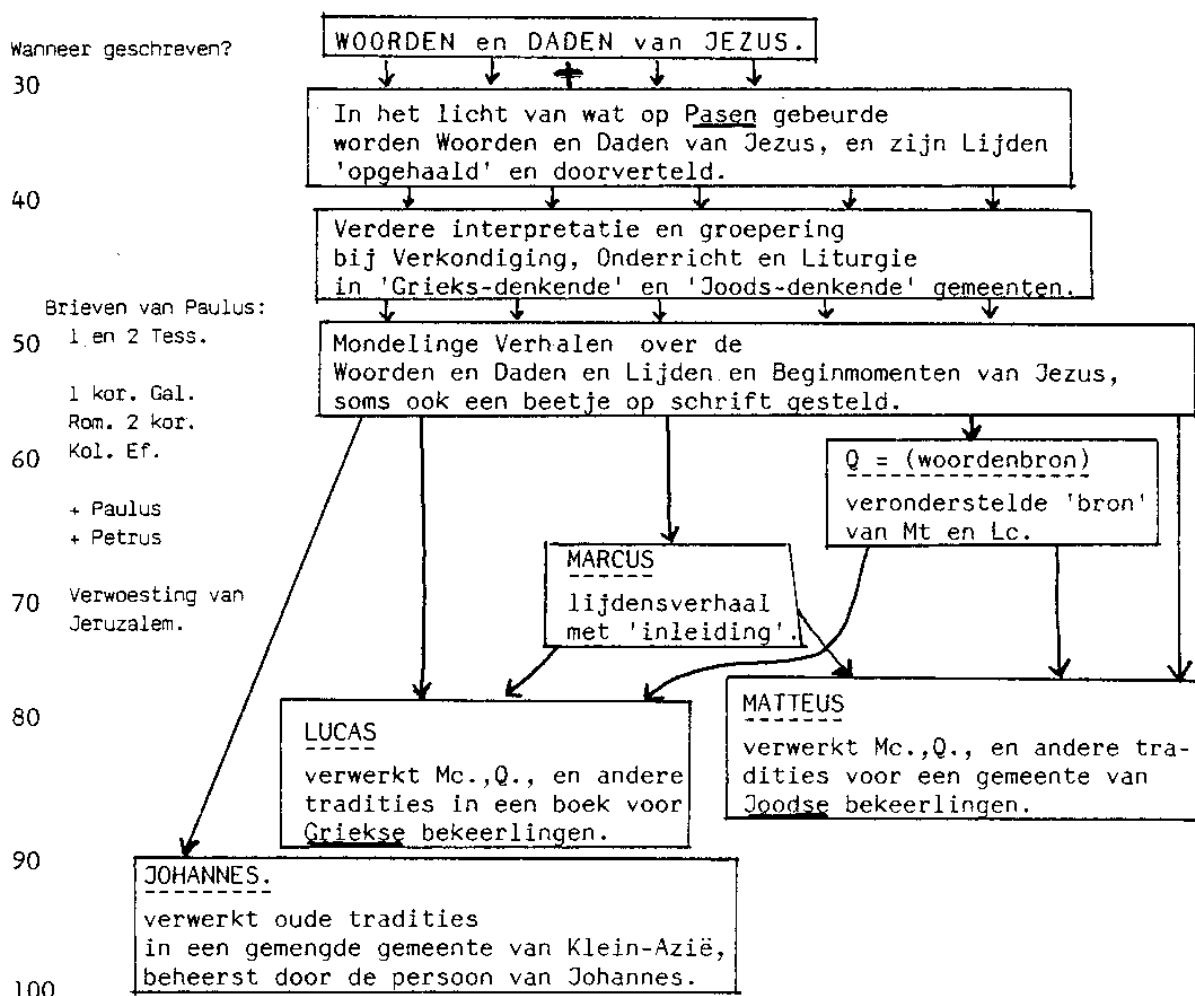 Wanneer geschreven?
WOORDEN en DADEN van JEZUS.
30
In het licht van wat op Pasen gebeurde
worden Woorden en Daden van Jezus, en zijn Lijden
'opgehaald' en doorverteld.
40
Verdere interpretatie en groepering
bij Verkondiging, Onderricht en Liturgie
in 'Grieks-denkende' en 'Joods-denkende' gemeenten.
Brieven van Paulus:
50
1 en 2 Tess.
1 kor. Gal.
Rom. 2 kor.
60
Kol. Ef.
+ Paulus
+ Petrus
70
Verwoesting van
Jeruzalem.
Mondelinge Verhalen over de
Woorden en Daden en Lijden en Beginmomenten van Jezus,
soms ook een beetje op schrift gesteld.
Q = (woordenbron)
veronderstelde 'bron'
van Mt en Lc.
MARCUS
lijdensverhaal
met 'inleiding'.
80
LUCAS
verwerkt Mc.,Q., en andere
tradities in een boek voor
Griekse bekeerlingen.
MATTEUS
verwerkt Mc.,Q., en andere tra-
dities voor een gemeente van
Joodse bekeerlingen.
90
JOHANNES.
verwerkt oude tradities
in een gemengde gemeente van Klein-Azië,
beheerst door de persoon van Johannes.
100